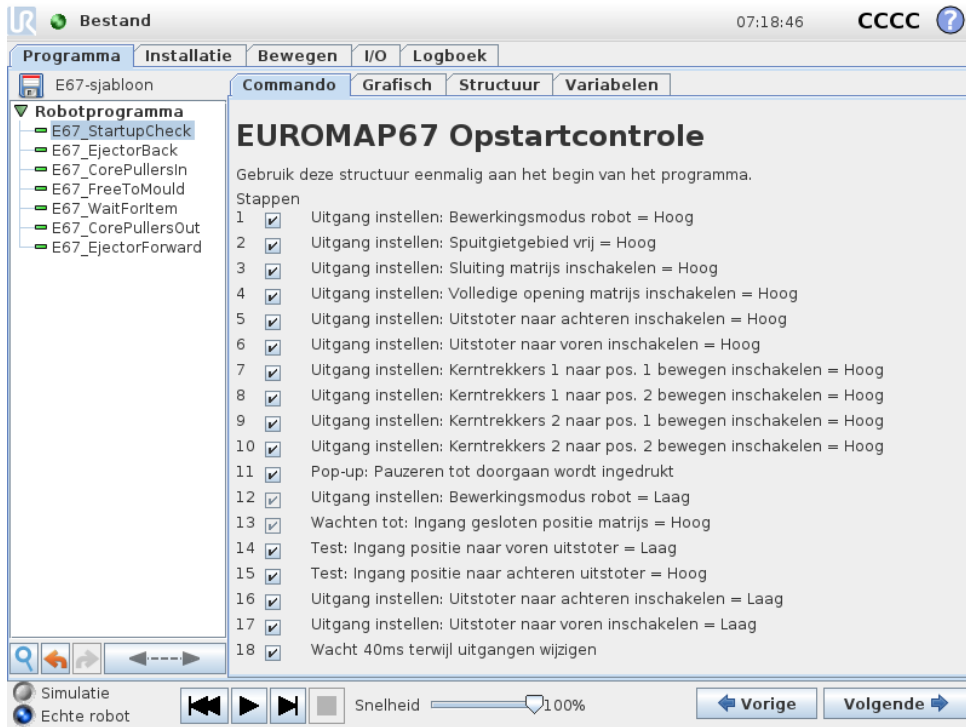 UR Bestand 07:18:46 CCCC ?
Programma Installatie Bewegen I/O Logboek
E67-sjabloon
Commando Grafisch Structuur Variabelen
Robotprogramma
E67_StartupCheck
E67_EjectorBack
E67_CorePullersIn
E67_FreeToMould
E67_WaitForItem
E67_CorePullersOut
E67_EjectorForward
EUROMAP67 Opstartcontrole
Gebruik deze structuur eenmalig aan het begin van het programma.
Stappen
1 Uitgang instellen: Bewerkingsmodus robot = Hoog
2 Uitgang instellen: Spuitgietgebied vrij = Hoog
3 Uitgang instellen: Sluiting matrijs inschakelen = Hoog
4 Uitgang instellen: Volledige opening matrijs inschakelen = Hoog
5 Uitgang instellen: Uitstoter naar achteren inschakelen = Hoog
6 Uitgang instellen: Uitstoter naar voren inschakelen = Hoog
7 Uitgang instellen: Kerntrekkers 1 naar pos. 1 bewegen inschakelen = Hoog
8 Uitgang instellen: Kerntrekkers 1 naar pos. 2 bewegen inschakelen = Hoog
9 Uitgang instellen: Kerntrekkers 2 naar pos. 1 bewegen inschakelen = Hoog
10 Uitgang instellen: Kerntrekkers 2 naar pos. 2 bewegen inschakelen = Hoog
11 Pop-up: Pauzeren tot doorgaan wordt ingedrukt
12 Uitgang instellen: Bewerkingsmodus robot = Laag
13 Wachten tot: Ingang gesloten positie matrijs = Hoog
14 Test: Ingang positie naar voren uitstoter = Laag
15 Test: Ingang positie naar achteren uitstoter = Hoog
16 Uitgang instellen: Uitstoter naar achteren inschakelen = Laag
17 Uitgang instellen: Uitstoter naar voren inschakelen = Laag
18 Wacht 40ms terwijl uitgangen wijzigen
Simulatie
Echte robot
Snelheid 100%
Vorige Volgende